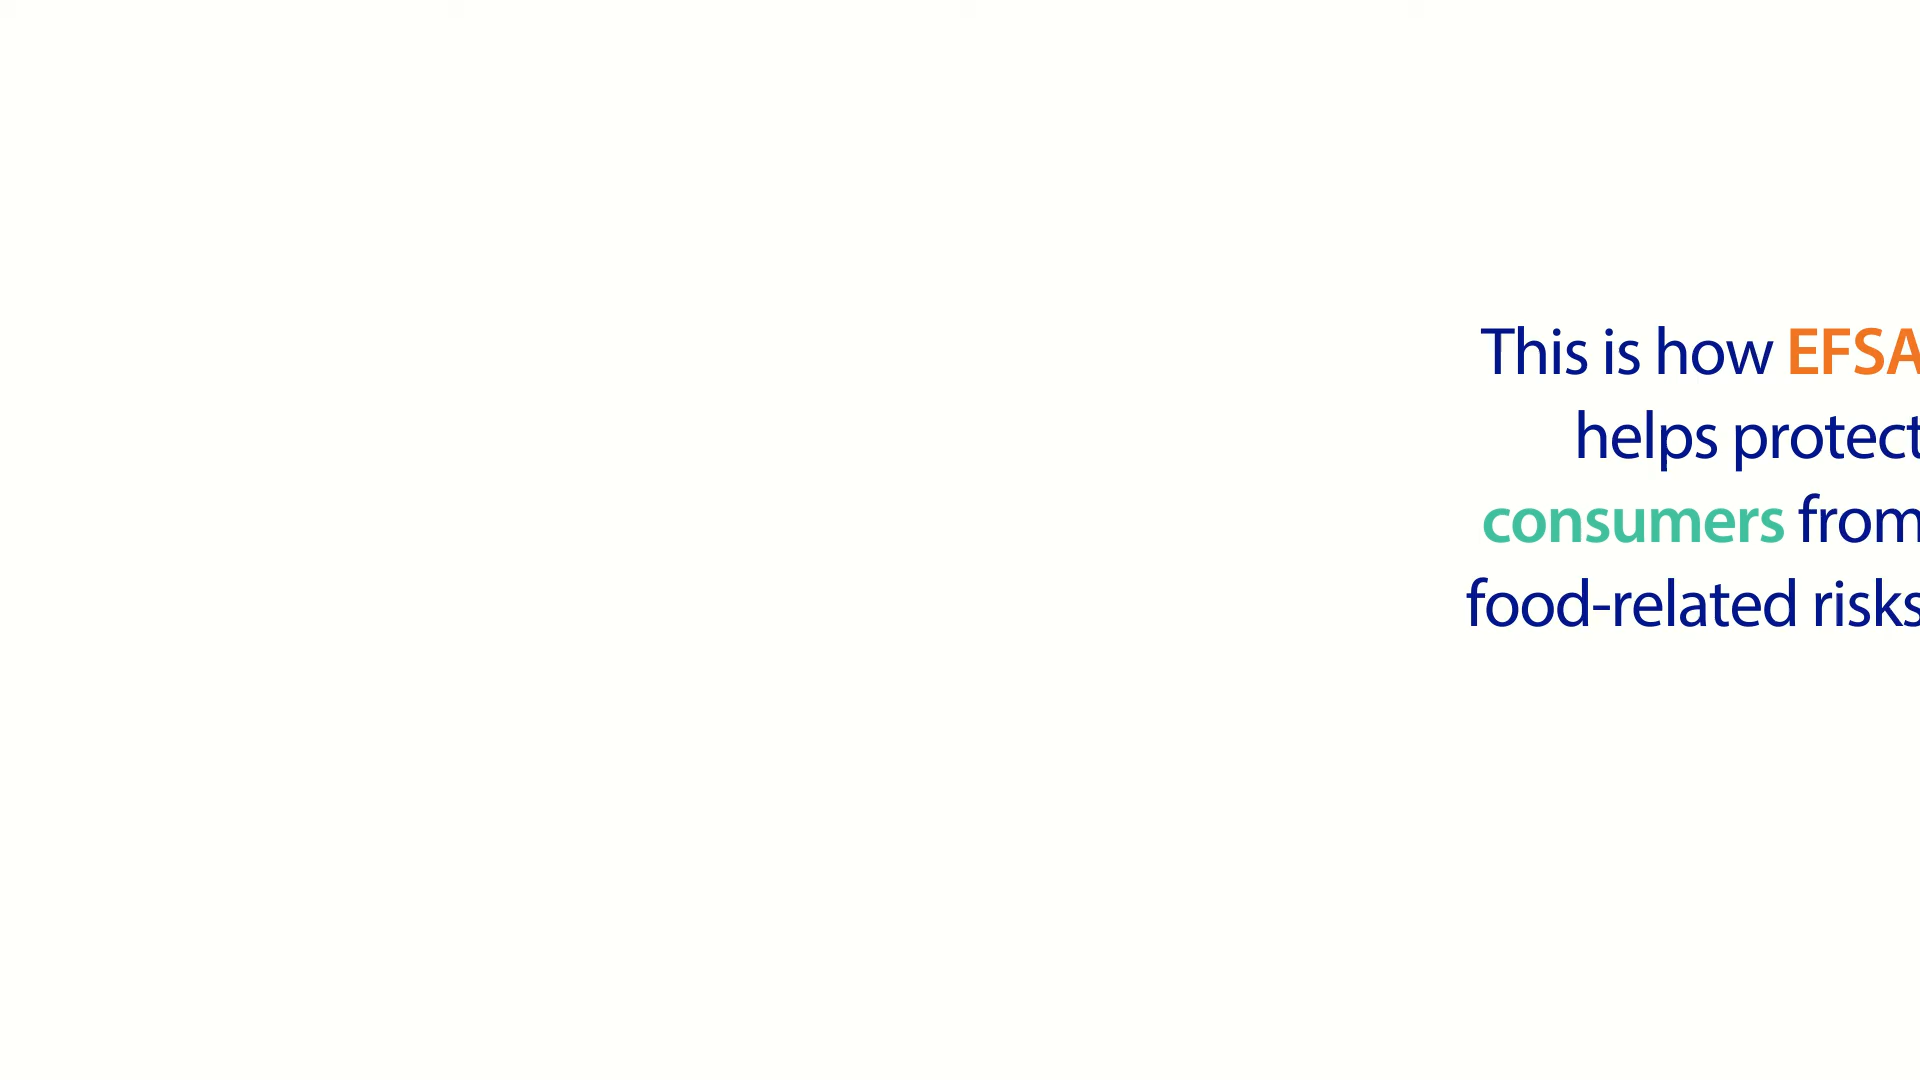 This is how EFSA
helps protect
consumers from
food-related risks